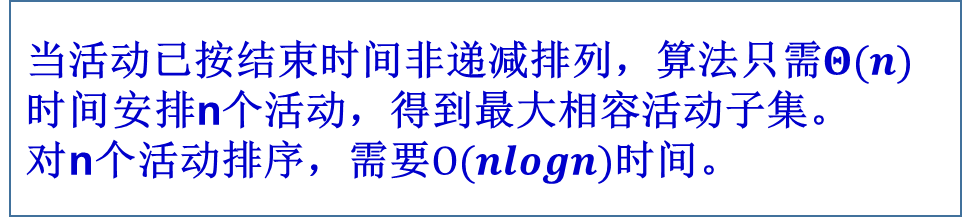 当活动已按结束时间非递减排列，算法只需Θ(n)
时间安排n个活动，得到最大相容活动子集。
对n个活动排序，需要O(nlogn)时间。